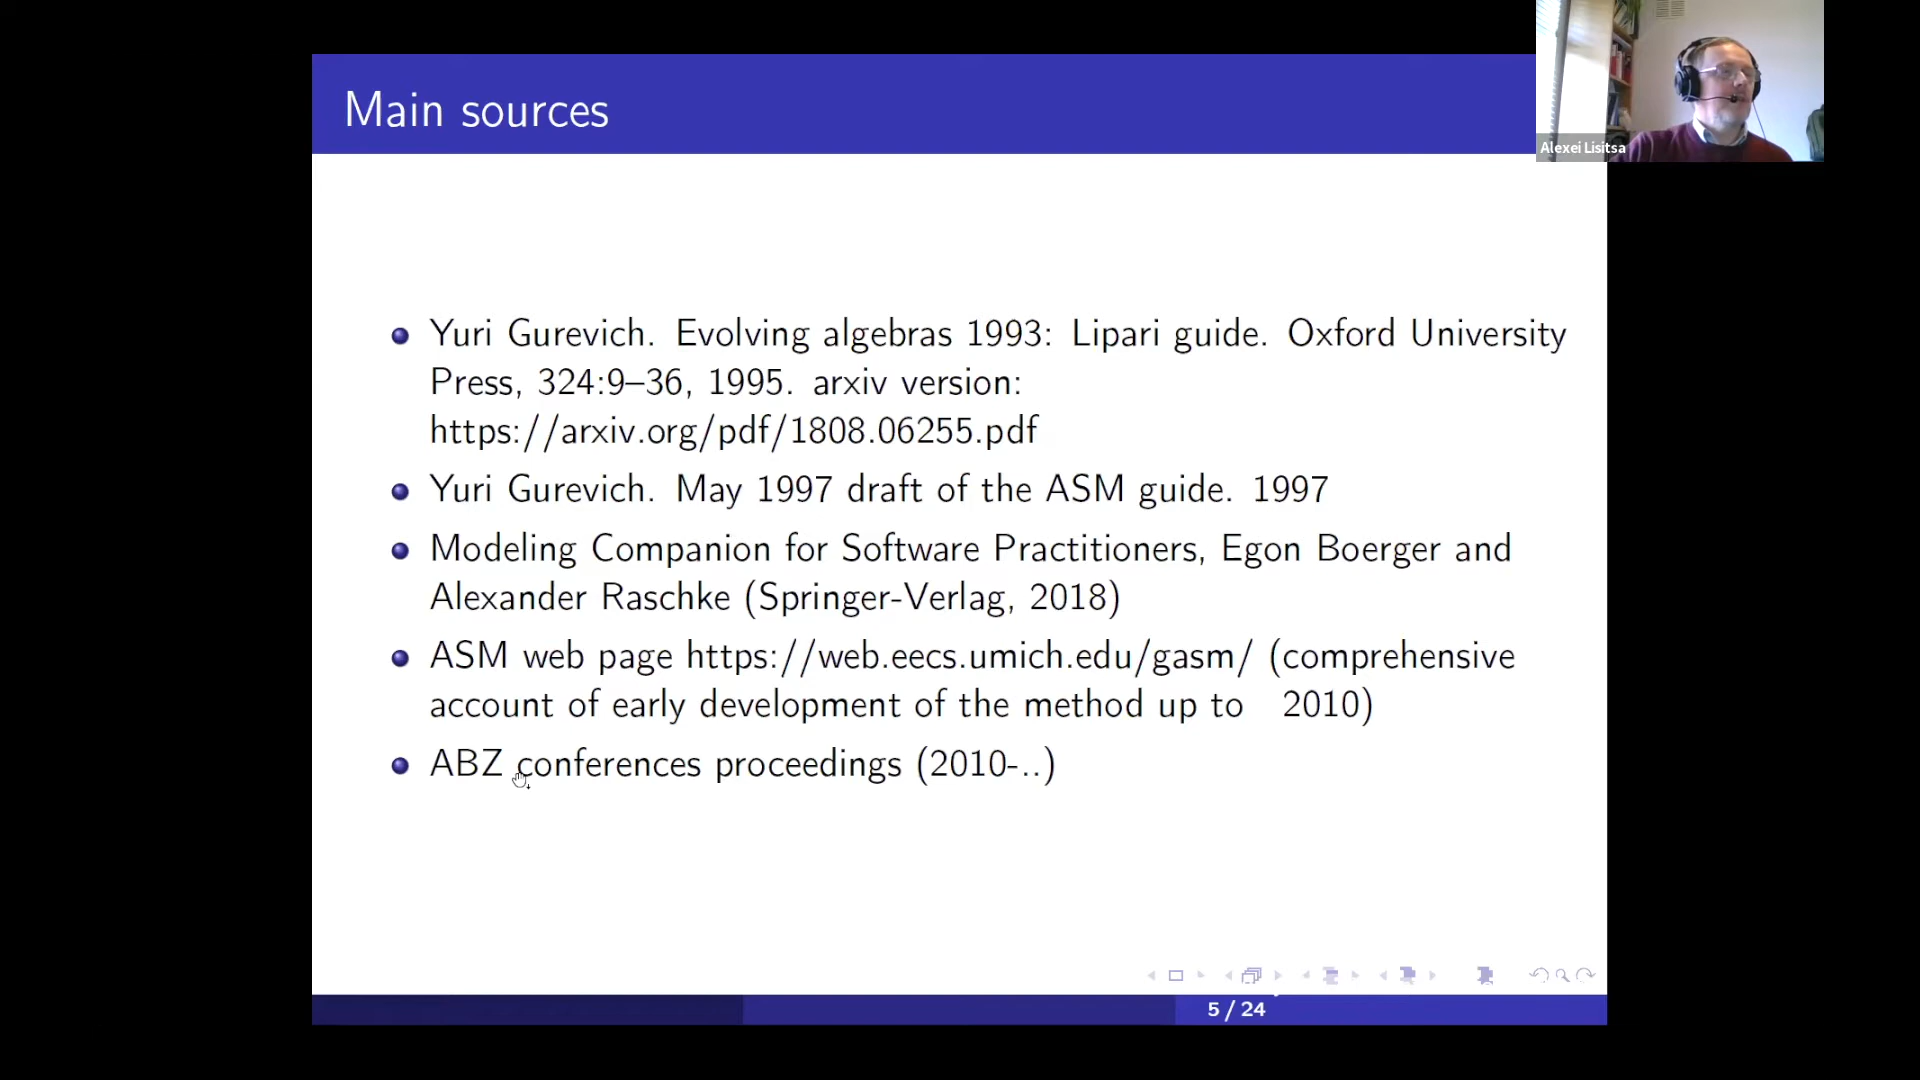 Main sources
Alexei Lisitsa
Yuri Gurevich. Evolving algebras 1993: Lipari guide. Oxford University
Press, 324:9–36, 1995. arxiv version:
https://arxiv.org/pdf/1808.06255.pdf
Yuri Gurevich. May 1997 draft of the ASM guide. 1997
Modeling Companion for Software Practitioners, Egon Boerger and
Alexander Raschke (Springer-Verlag, 2018)
ASM web page https://web.eecs.umich.edu/gasm/ (comprehensive
account of early development of the method up to 2010)
ABZ conferences proceedings (2010-..)
5 / 24